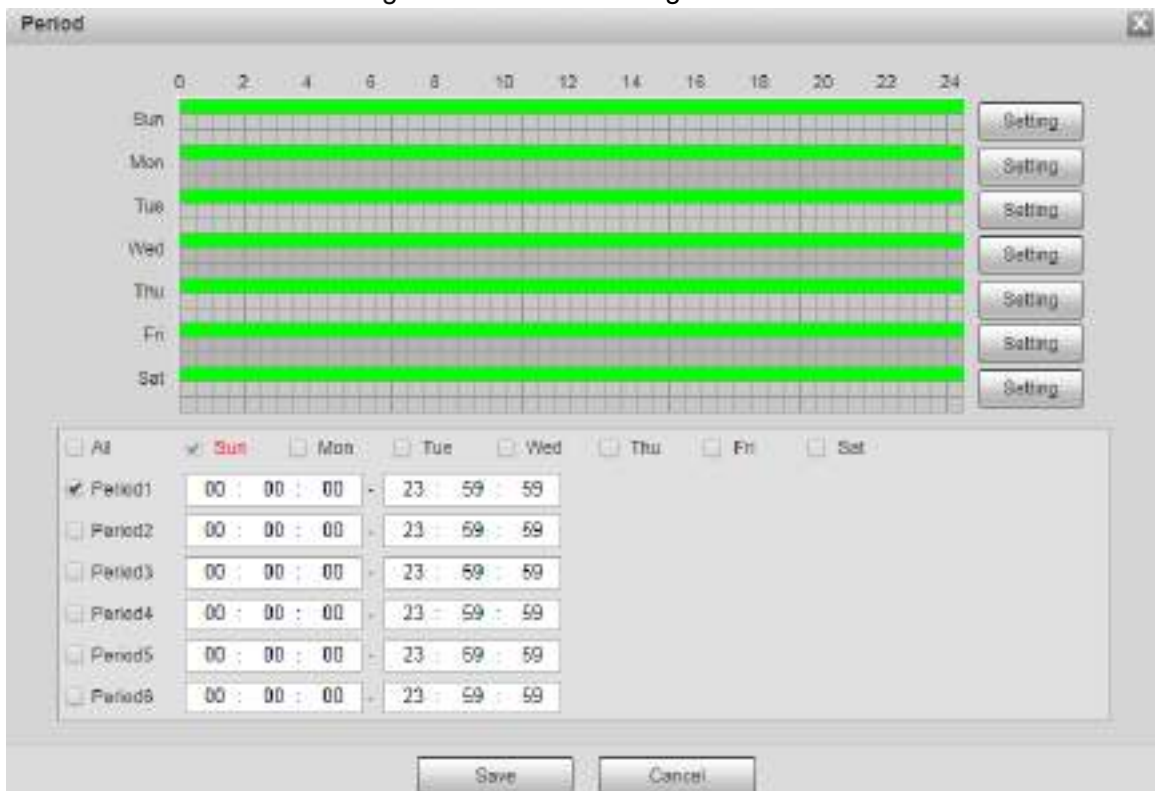 Period
0 2 4 6 8 10 12 14 16 18 20 22 24
Sun Setting
Mon Setting
Tue Setting
Wed Setting
Thu Setting
Fri Setting
Sat Setting
All Sun Mon Tue Wed Thu Fri Sat
Period1 00 : 00 : 00 - 23 : 59 : 59
Period2 00 : 00 : 00 - 23 : 59 : 59
Period3 00 : 00 : 00 - 23 : 59 : 59
Period4 00 : 00 : 00 - 23 : 59 : 59
Period5 00 : 00 : 00 - 23 : 59 : 59
Period6 00 : 00 : 00 - 23 : 59 : 59
Save Cancel